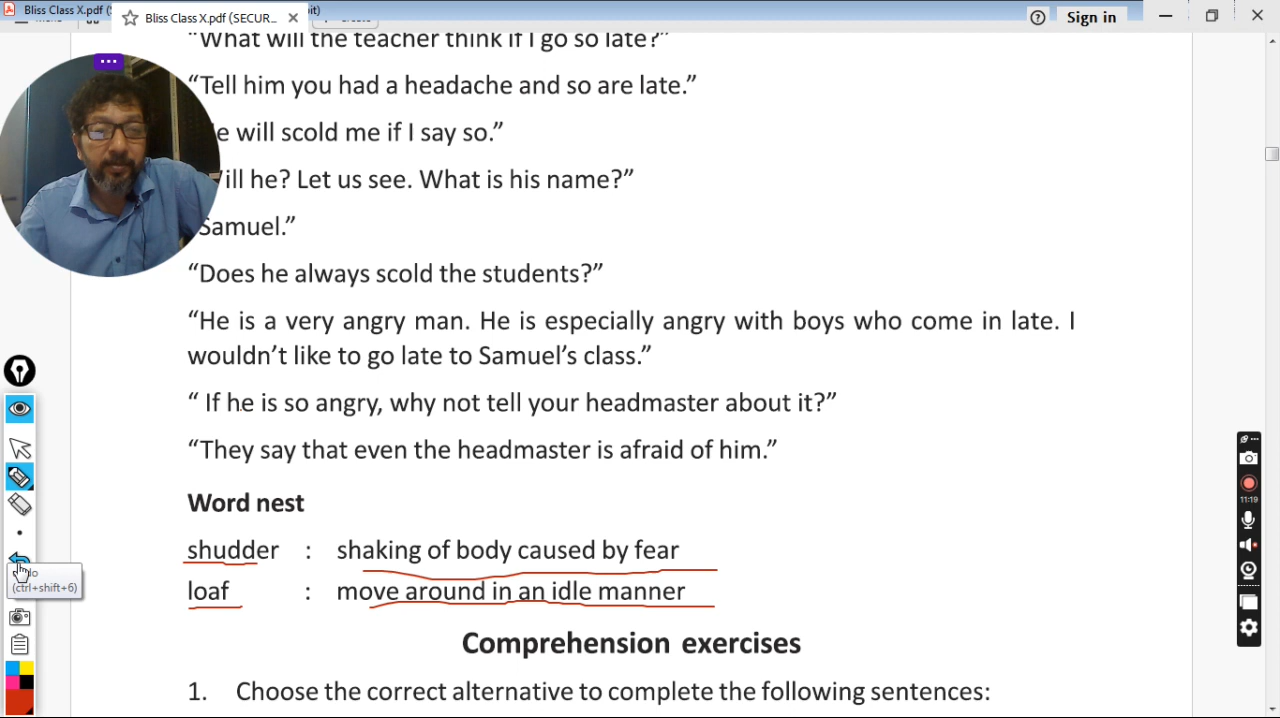 Bliss Class X.pdf (S
bit)
Bliss Class X.pdf (SECUR...
Sign in
“What will the teacher think if I go so late?”
“Tell him you had a headache and so are late.”
e will scold me if I say so.”
ill he? Let us see. What is his name?”
Samuel.”
“Does he always scold the students?”
“He is a very angry man. He is especially angry with boys who come in late. I
wouldn’t like to go late to Samuel’s class.”
“ If he is so angry, why not tell your headmaster about it?”
“They say that even the headmaster is afraid of him.”
Word nest
shudder : shaking of body caused by fear
loaf : move around in an idle manner
Comprehension exercises
1. Choose the correct alternative to complete the following sentences:
(ctrl+shift+6)
11:19